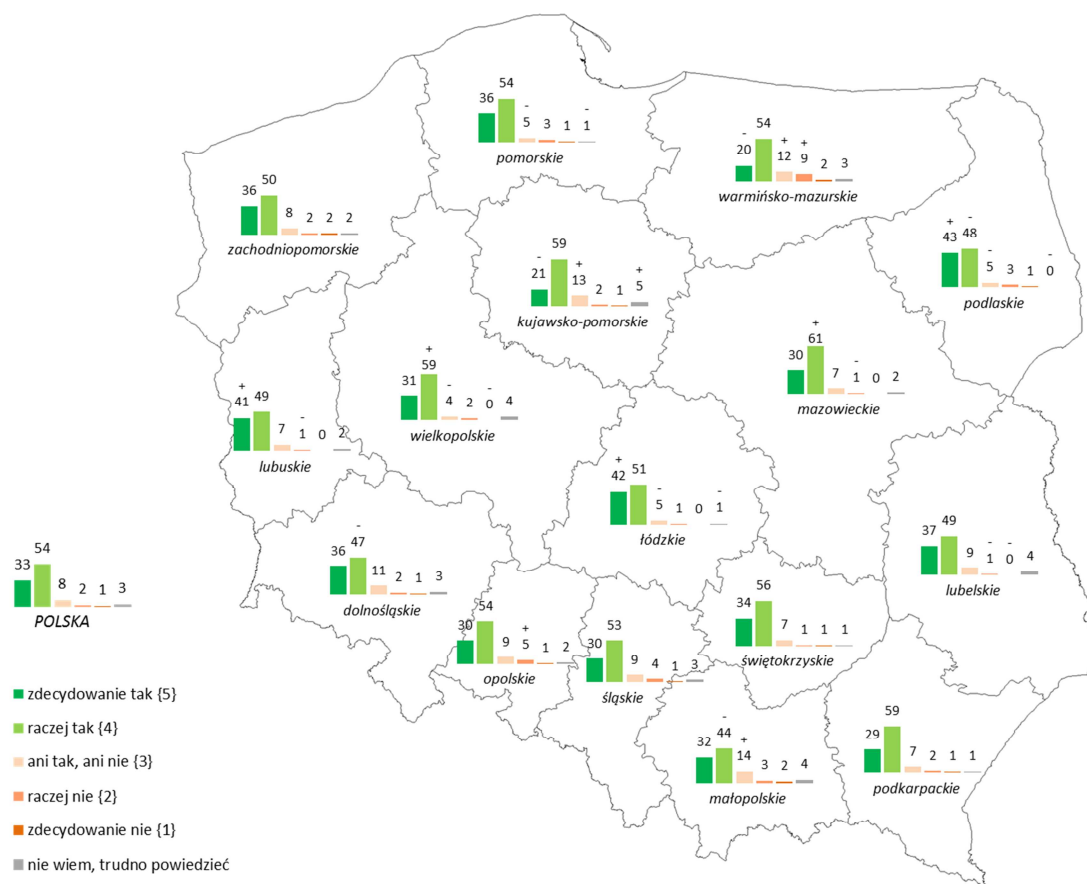 54
36 - -
5 3 1 1
pomorskie
54
- + +
20 12 9 2 3
warmińsko-mazurskie
36 50
8 2 2 2
zachodniopomorskie
59
- + +
21 13 2 1 5
kujawsko-pomorskie
+ -
43 48 - -
5 3 1 0
podlaskie
+
61
30 -
7 1 0 2
mazowieckie
+
59
31 - -
4 2 0 4
wielkopolskie
+
41 49
-
7 1 0 2
lubuskie
+
42 51
- -
5 1 0 1
łódzkie
37 49
- -
9 1 0 4
lubelskie
-
36 47
11 2 1 3
dolnośląskie
54
33
8 2 1 3
POLSKA
54
30 +
9 5 1 2
opolskie
53
30
9 4 1 3
śląskie
56
34
7 1 1 1
świętokrzyskie
-
44 +
32 14 3 2 4
małopolskie
59
29
7 2 1 1
podkarpackie
zdecydowanie tak {5}
raczej tak {4}
ani tak, ani nie {3}
raczej nie {2}
zdecydowanie nie {1}
nie wiem, trudno powiedzieć